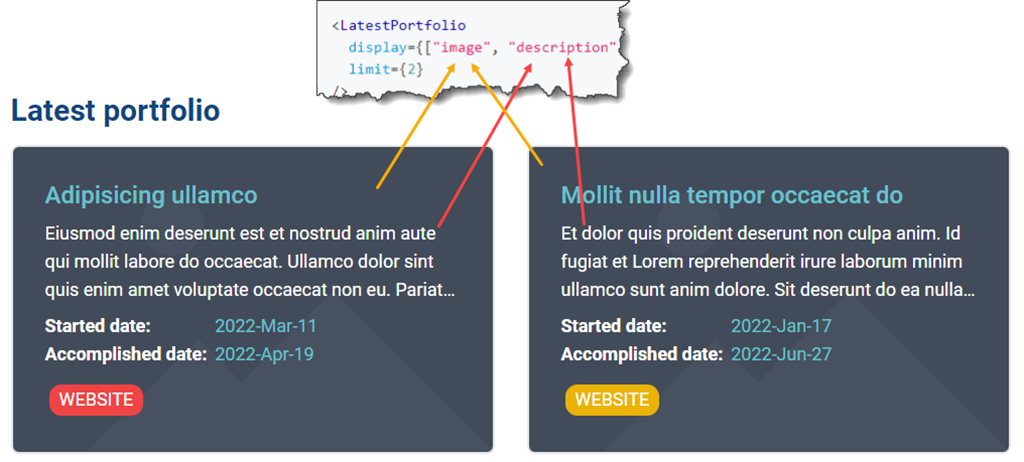 <LatestPortfolio
display={["image", "description"
limit={2}
/>
Latest portfolio
Adipisicing ullamco
Eiusmod enim deserunt est et nostrud anim aute
qui mollit labore do occaecat. Ullamco dolor sint
quis enim amet voluptate occaecat non eu. Pariat...
Started date: 2022-Mar-11
Accomplished date: 2022-Apr-19
WEBSITE
Mollit nulla tempor occaecat do
Et dolor quis proident deserunt non culpa anim. Id
fugiat et Lorem reprehenderit irure laborum minim
ullamco sunt anim dolore. Sit deserunt do ea nulla...
Started date: 2022-Jan-17
Accomplished date: 2022-Jun-27
WEBSITE